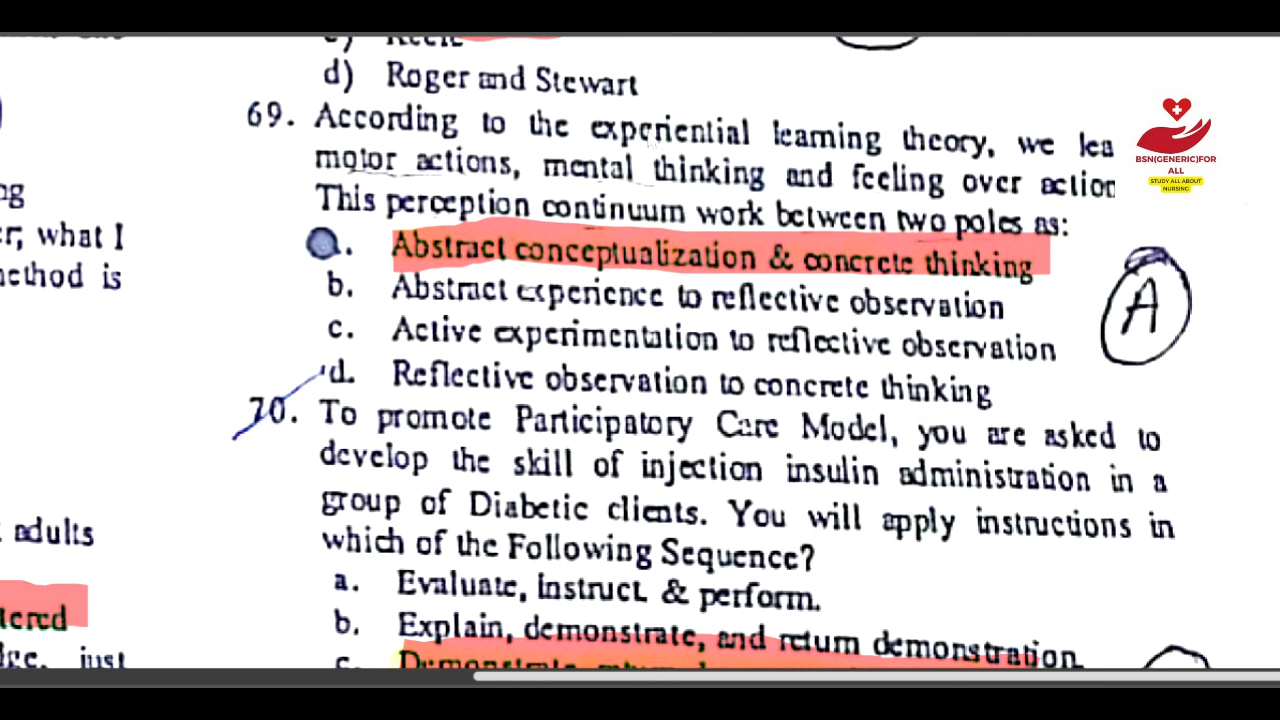 d) Roger and Stewart
69. According to the experiential learning theory, we lea
motor actions, mental thinking and feeling over action
This perception continuum work between two poles as:
a. Abstract conceptualization & concrete thinking
b. Abstract experience to reflective observation
c. Active experimentation to reflective observation
d. Reflective observation to concrete thinking
A
70. To promote Participatory Care Model, you are asked to
develop the skill of injection insulin administration in a
group of Diabetic clients. You will apply instructions in
which of the Following Sequence?
a. Evaluate, instruct & perform.
b. Explain, demonstrate, and return demonstration
c.
er, what I
method is
adults
just
BSN(GENERIC)FOR
ALL
STUDY ALL ABOUT
NURSING